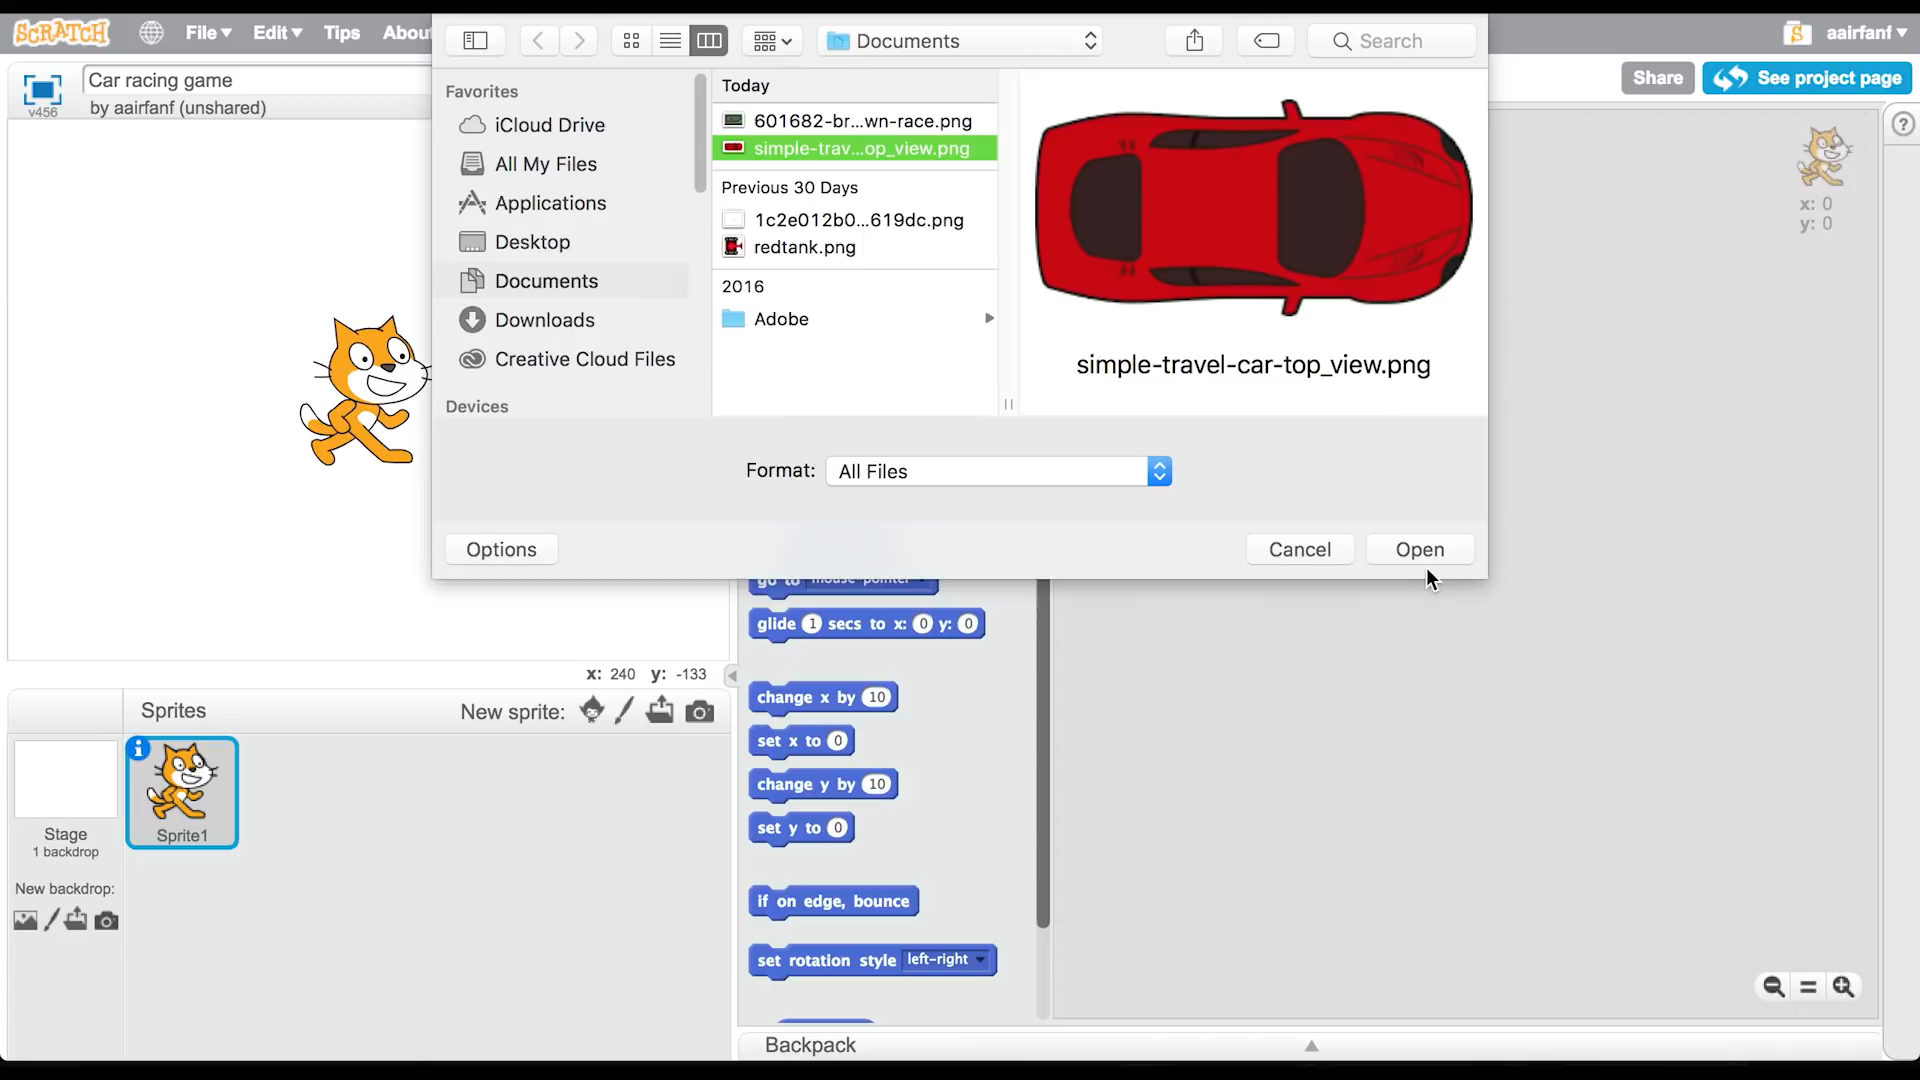 SCRATCH File Edit Tips About
Documents
Search
aairfanf
v456
Car racing game
by aairfanf (unshared)
Share
See project page
Favorites
iCloud Drive
All My Files
Applications
Desktop
Documents
Downloads
Creative Cloud Files
Devices
Today
601682-br...wn-race.png
simple-trav...op_view.png
Previous 30 Days
1c2e012b0...619dc.png
redtank.png
2016
Adobe
simple-travel-car-top_view.png
Format: All Files
Options
Cancel
Open
?
x: 0
y: 0
go to mouse-pointer
glide 1 secs to x: 0 y: 0
change x by 10
set x to 0
change y by 10
set y to 0
if on edge, bounce
set rotation style left-right
x: 240 y: -133
Sprites
New sprite:
i
Sprite1
Stage
1 backdrop
New backdrop:
Backpack